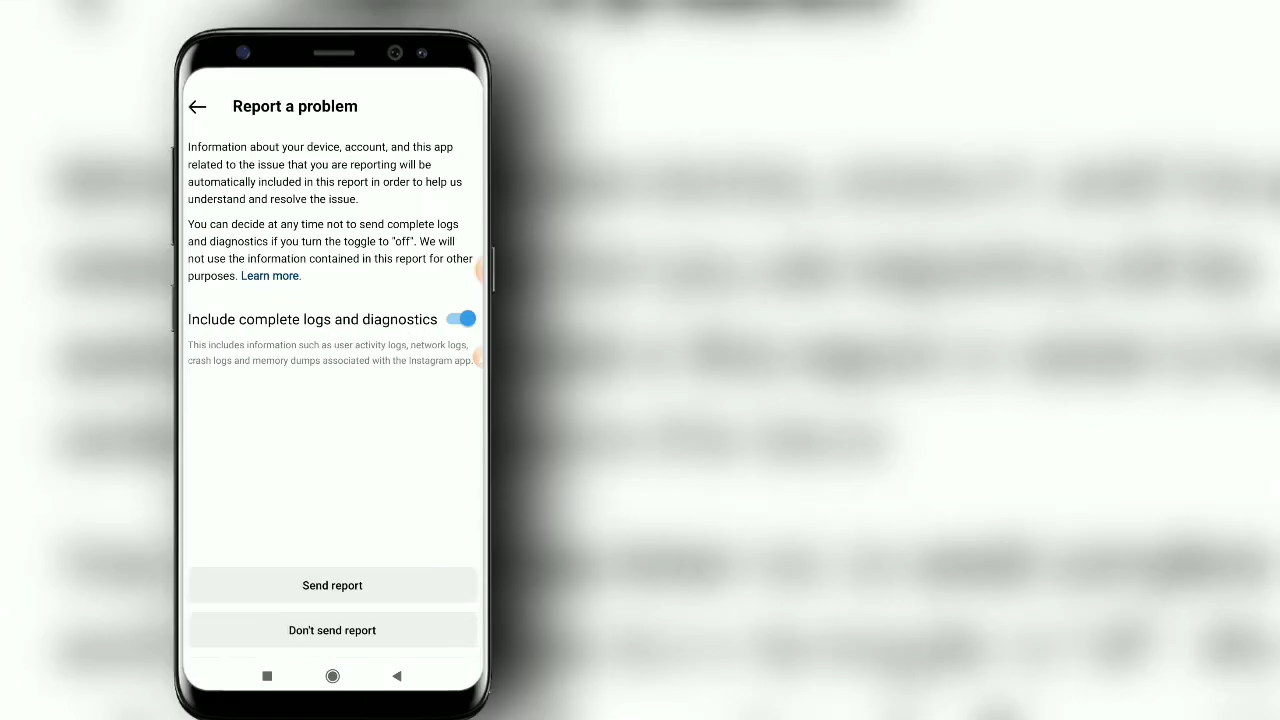 Report a problem
Information about your device, account, and this app
related to the issue that you are reporting will be
automatically included in this report in order to help us
understand and resolve the issue.
You can decide at any time not to send complete logs
and diagnostics if you turn the toggle to "off". We will
not use the information contained in this report for other
purposes. Learn more.
Include complete logs and diagnostics
This includes information such as user activity logs, network logs,
crash logs and memory dumps associated with the Instagram app.
Send report
Don't send report